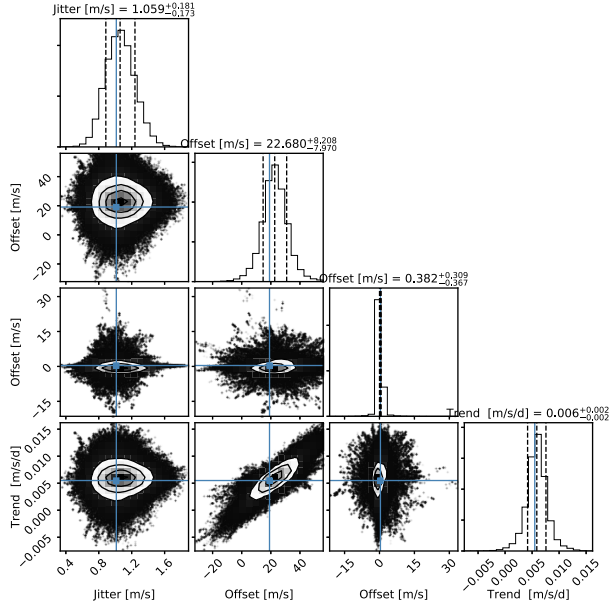 Jitter [m/s] = 1.059+0.181−0.173
Offset [m/s] = 22.680+8.208−7.970
40
20
0
−20
Offset [m/s]
Offset [m/s] = 0.382+0.309−0.367
30
15
0
−15
Offset [m/s]
Trend [m/s/d] = 0.006+0.002−0.002
0.015
0.010
0.005
0.000
−0.005
Trend [m/s/d]
0.4 0.8 1.2 1.6 −20 0 20 40 −15 0 15 30 −0.005 0.000 0.005 0.010 0.015
Jitter [m/s] Offset [m/s] Offset [m/s] Trend [m/s/d]